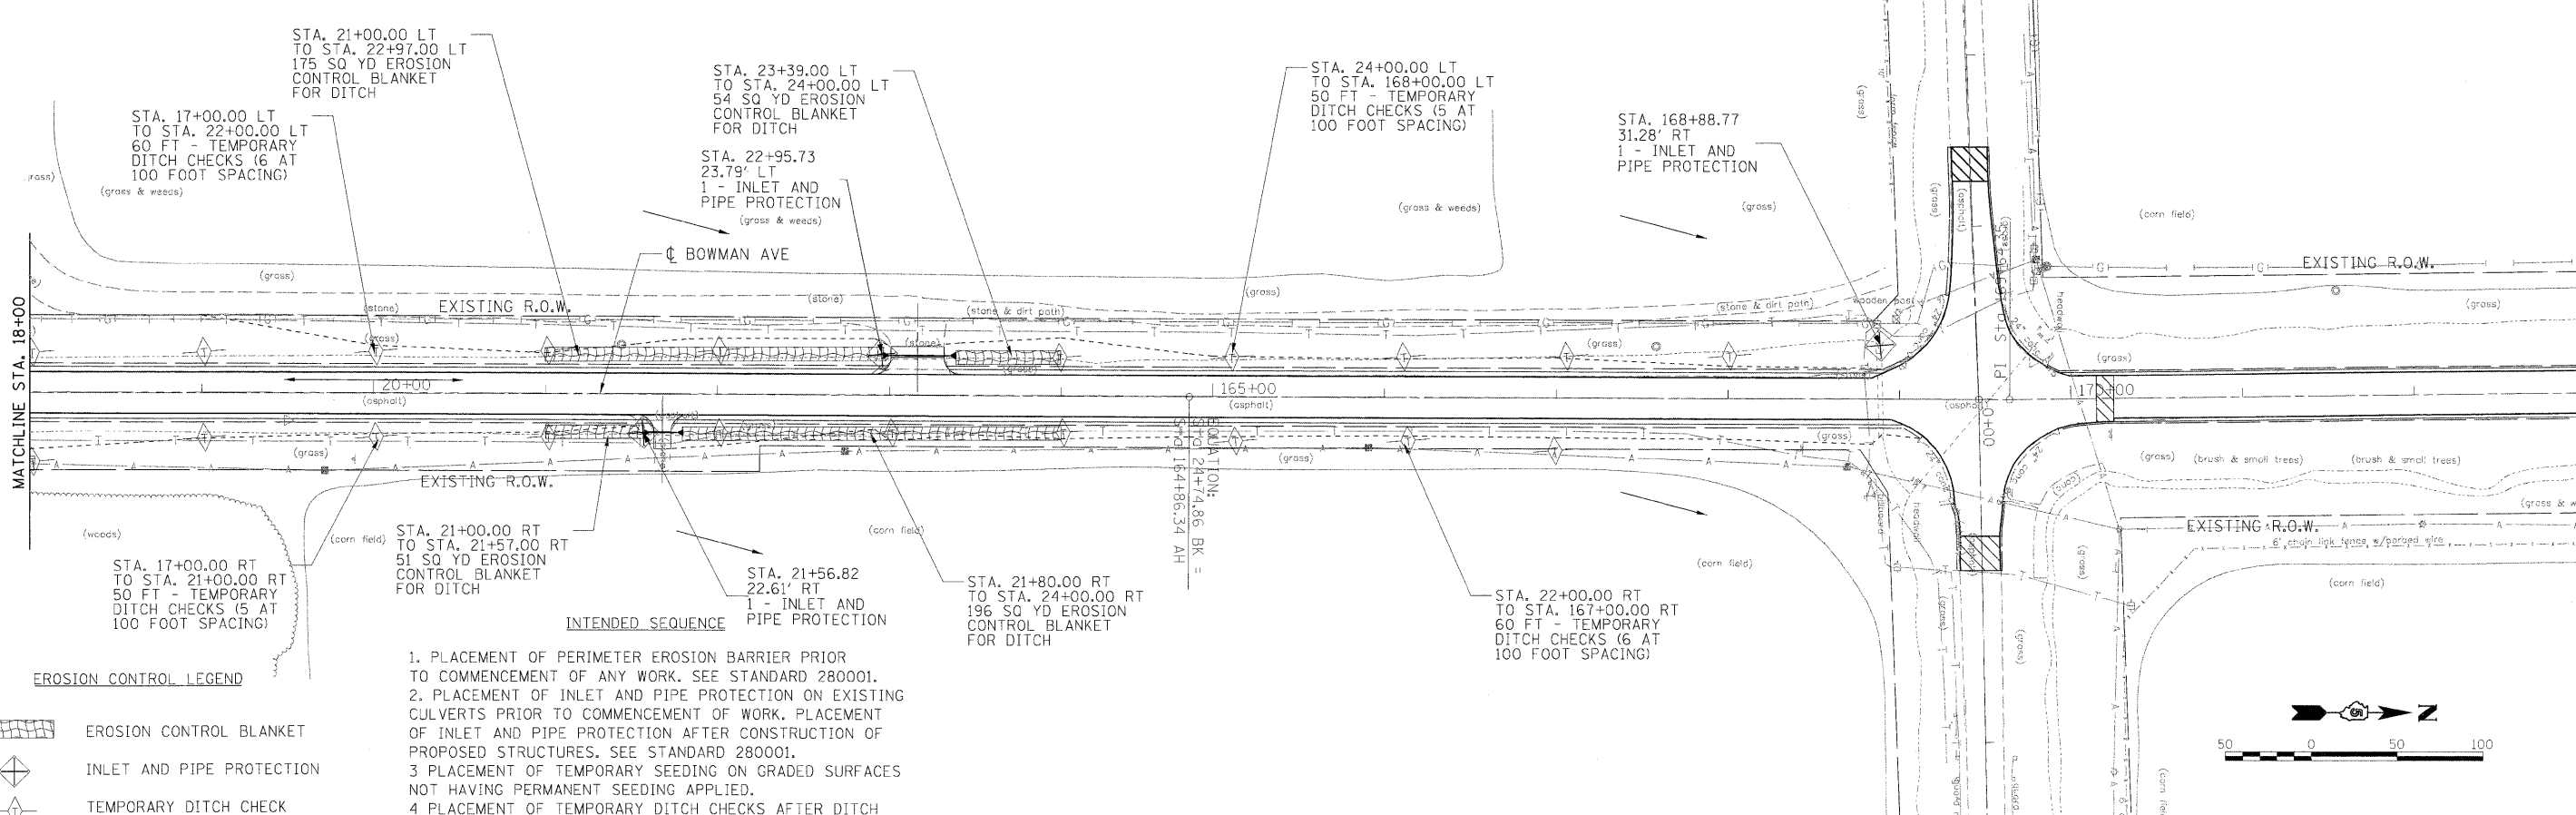 STA. 21+00.00 LT
TO STA. 22+97.00 LT
175 SQ YD EROSION
CONTROL BLANKET
FOR DITCH
STA. 17+00.00 LT
TO STA. 22+00.00 LT
60 FT - TEMPORARY
DITCH CHECKS (6 AT
100 FOOT SPACING)
STA. 23+39.00 LT
TO STA. 24+00.00 LT
54 SQ YD EROSION
CONTROL BLANKET
FOR DITCH
STA. 22+95.73
23.79' LT
1 - INLET AND
PIPE PROTECTION
STA. 24+00.00 LT
TO STA. 168+00.00 LT
50 FT - TEMPORARY
DITCH CHECKS (5 AT
100 FOOT SPACING)
STA. 168+88.77
31.28' RT
1 - INLET AND
PIPE PROTECTION
(grass & weeds)
(grass & weeds)
(grass & weeds)
(grass)
(grass)
(corn field)
℄ BOWMAN AVE
(grass)
(grass)
EXISTING R.O.W.
EXISTING R.O.W.
(stone)
(stone)
(stone & dirt path)
(stone & dirt path)
(grass)
(grass)
(stone)
(grass)
(grass)
MATCHLINE STA. 18+00
20+00
165+00
170+00
(asphalt)
(asphalt)
(grass)
(grass)
(grass)
EXISTING R.O.W.
EQUATION:
Sta 24+74.86 BK =
Sta 164+86.34 AH
(grass)
(brush & small trees)
(brush & small trees)
EXISTING R.O.W.
6' chain link fence w/barbed wire
(woods)
(corn field)
(corn field)
(corn field)
(corn field)
STA. 17+00.00 RT
TO STA. 21+00.00 RT
50 FT - TEMPORARY
DITCH CHECKS (5 AT
100 FOOT SPACING)
STA. 21+00.00 RT
TO STA. 21+57.00 RT
51 SQ YD EROSION
CONTROL BLANKET
FOR DITCH
STA. 21+56.82
22.61' RT
1 - INLET AND
PIPE PROTECTION
STA. 21+80.00 RT
TO STA. 24+00.00 RT
196 SQ YD EROSION
CONTROL BLANKET
FOR DITCH
STA. 22+00.00 RT
TO STA. 167+00.00 RT
60 FT - TEMPORARY
DITCH CHECKS (6 AT
100 FOOT SPACING)
INTENDED SEQUENCE
1. PLACEMENT OF PERIMETER EROSION BARRIER PRIOR
TO COMMENCEMENT OF ANY WORK. SEE STANDARD 280001.
2. PLACEMENT OF INLET AND PIPE PROTECTION ON EXISTING
CULVERTS PRIOR TO COMMENCEMENT OF WORK. PLACEMENT
OF INLET AND PIPE PROTECTION AFTER CONSTRUCTION OF
PROPOSED STRUCTURES. SEE STANDARD 280001.
3 PLACEMENT OF TEMPORARY SEEDING ON GRADED SURFACES
NOT HAVING PERMANENT SEEDING APPLIED.
4 PLACEMENT OF TEMPORARY DITCH CHECKS AFTER DITCH
EROSION CONTROL LEGEND
EROSION CONTROL BLANKET
INLET AND PIPE PROTECTION
TEMPORARY DITCH CHECK
N
50 0 50 100